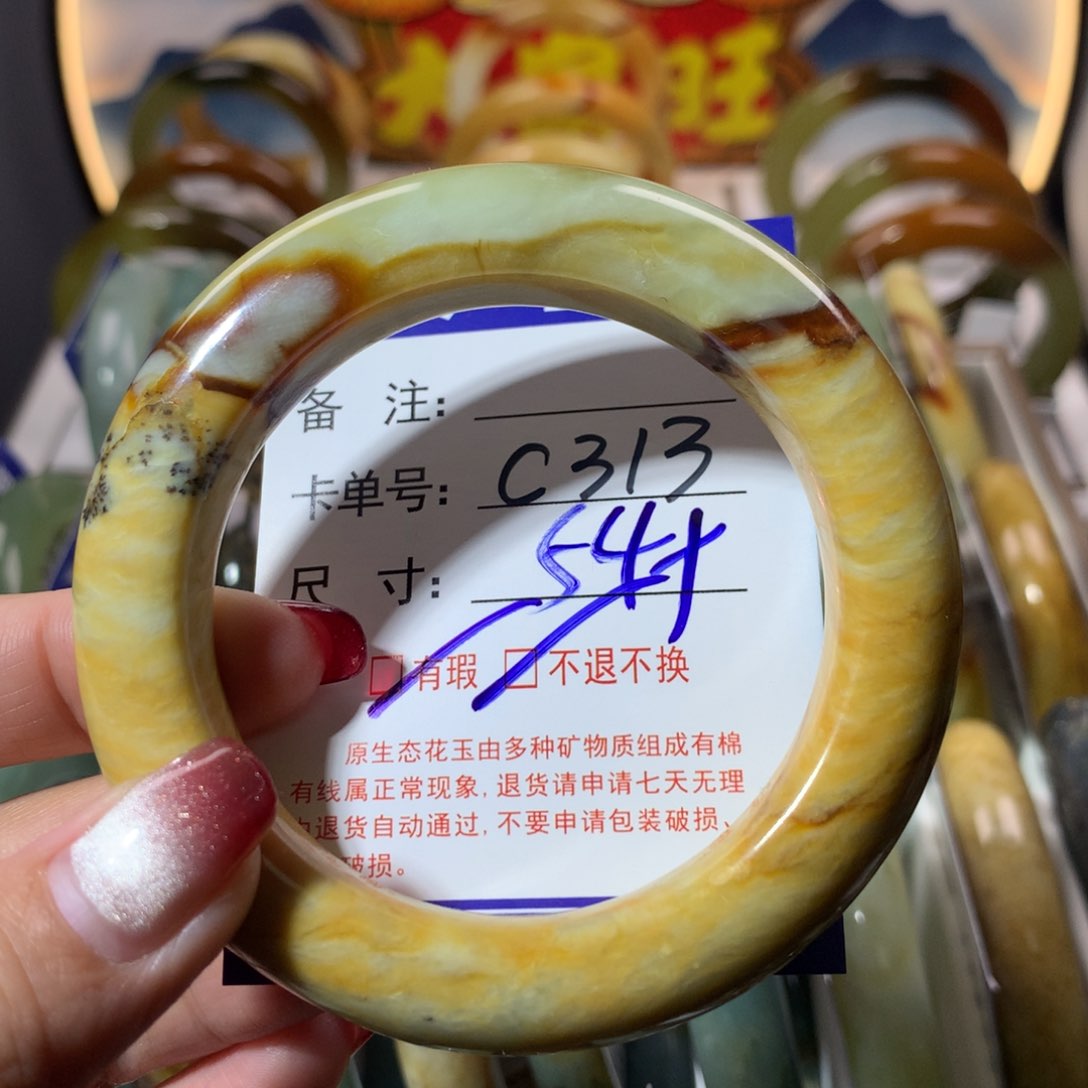 大 旺
备 注:
卡单号: C313
尺 寸: 54
有瑕 不退不换
原生态花玉由多种矿物质组成有棉
有线属正常现象,退货请申请七天无理
由退货自动通过,不要申请包装破损、
破损。